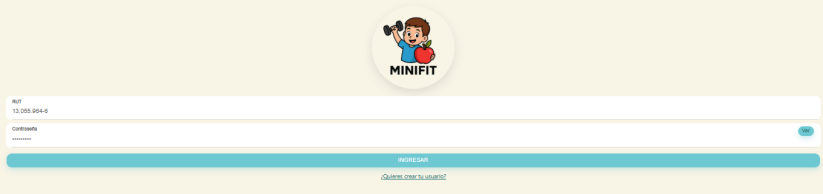 MINIFIT
RUT
13.055.964-6
Contraseña
Ver
•••••••••
INGRESAR
¿Quieres crear tu usuario?